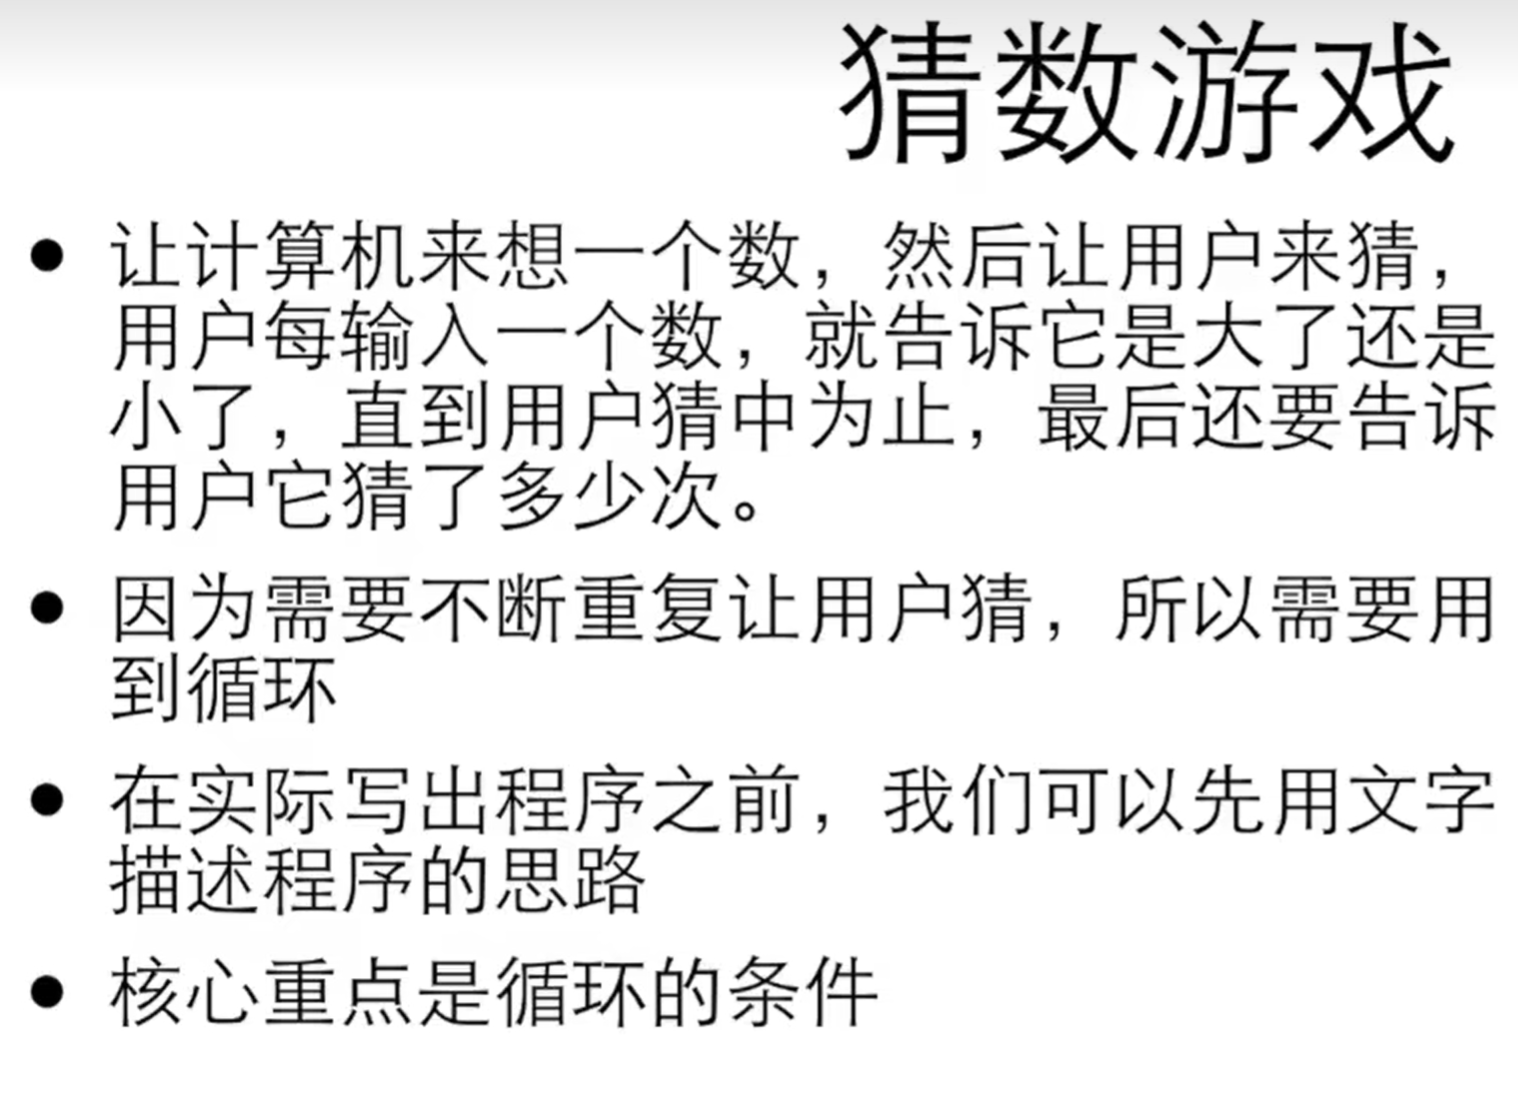 猜数游戏
● 让计算机来想一个数，然后让用户来猜，
用户每输入一个数，就告诉它是大了还是
小了，直到用户猜中为止，最后还要告诉
用户它猜了多少次。
● 因为需要不断重复让用户猜，所以需要用
到循环
● 在实际写出程序之前，我们可以先用文字
描述程序的思路
● 核心重点是循环的条件